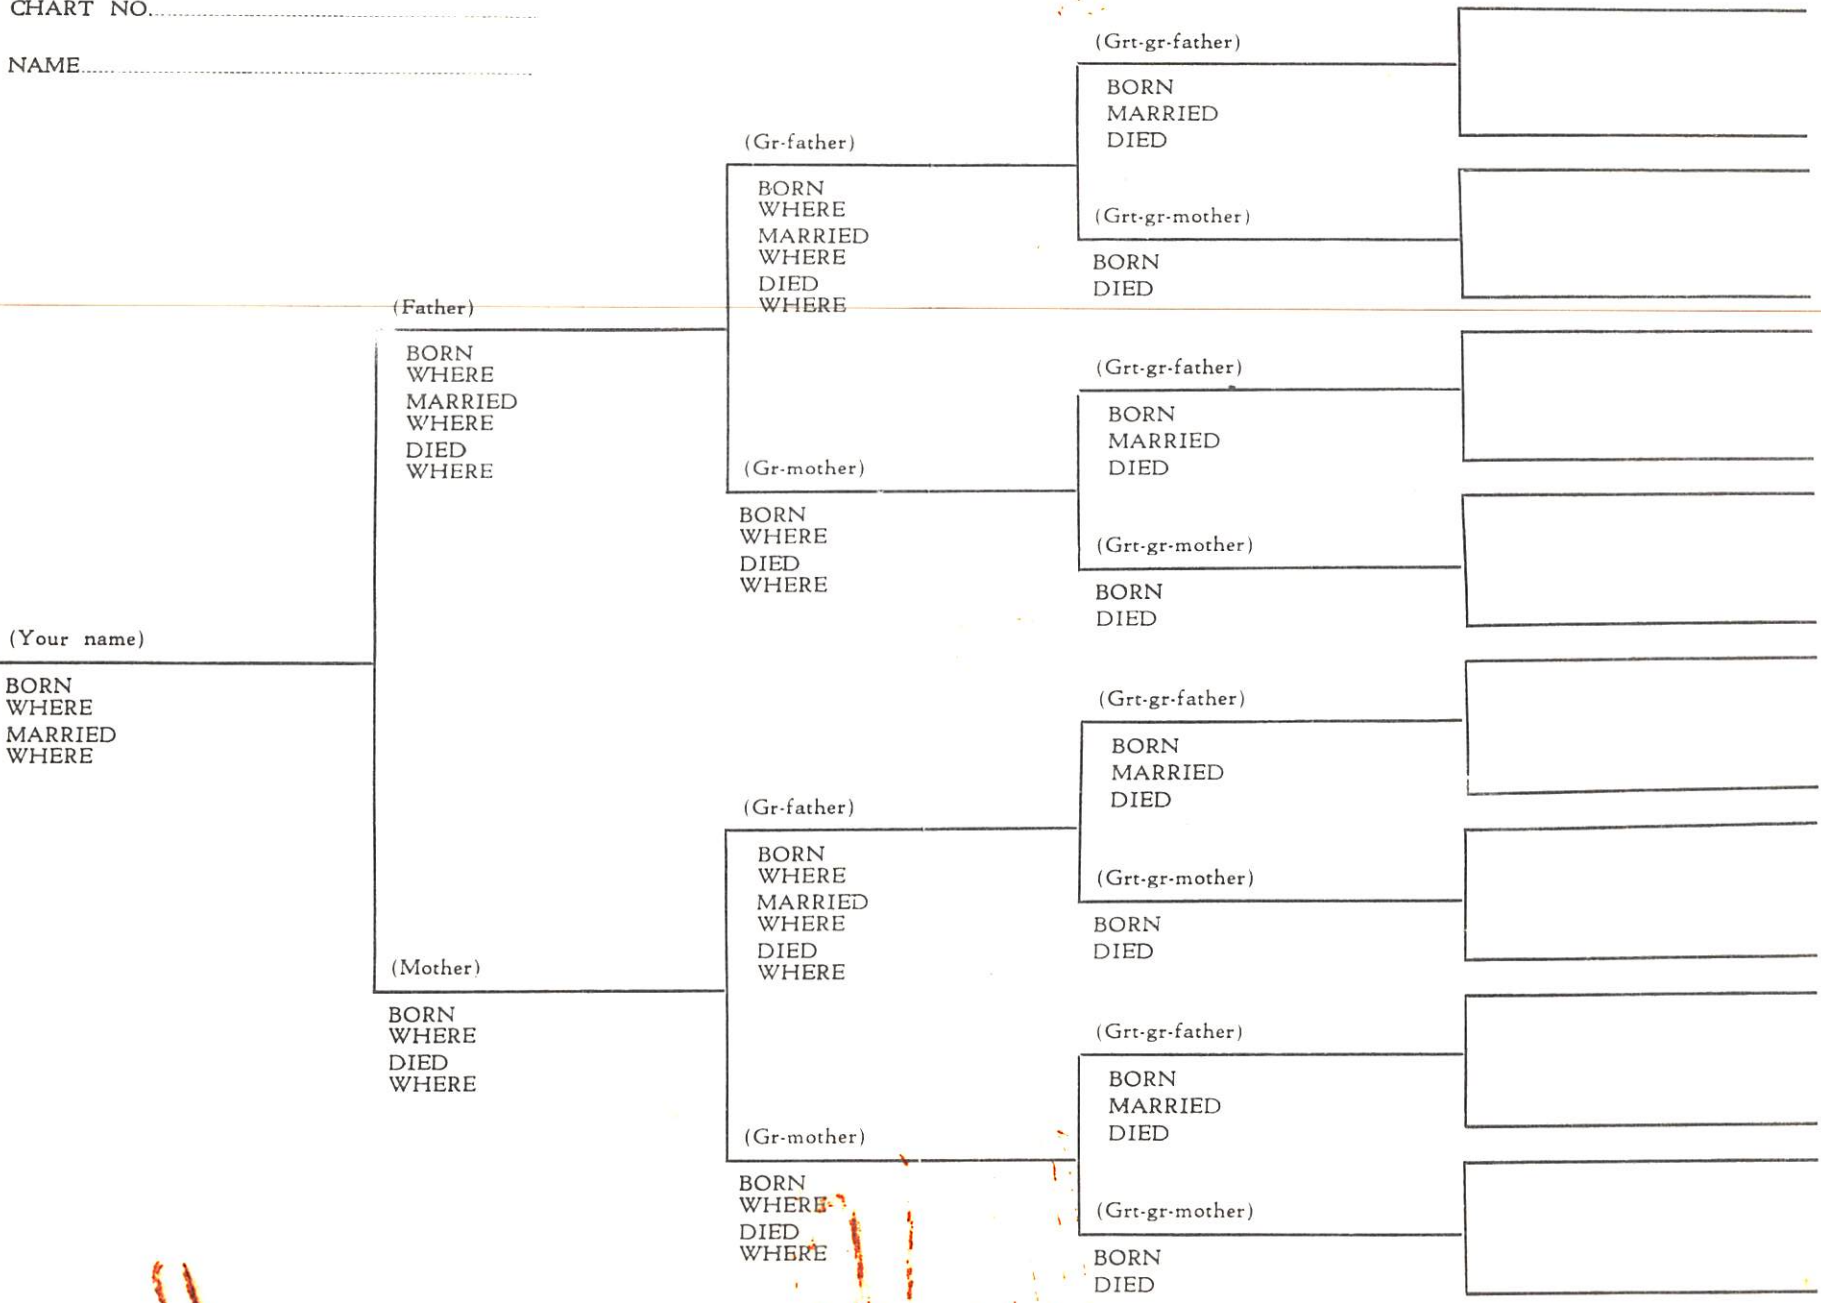 CHART NO.
NAME
(Grt-gr-father)
BORN
MARRIED
DIED
(Gr-father)
BORN
WHERE
MARRIED
WHERE
DIED
WHERE
(Grt-gr-mother)
BORN
DIED
(Father)
BORN
WHERE
MARRIED
WHERE
DIED
WHERE
(Grt-gr-father)
BORN
MARRIED
DIED
(Gr-mother)
BORN
WHERE
DIED
WHERE
(Grt-gr-mother)
BORN
DIED
(Your name)
BORN
WHERE
MARRIED
WHERE
(Grt-gr-father)
BORN
MARRIED
DIED
(Gr-father)
BORN
WHERE
MARRIED
WHERE
DIED
WHERE
(Grt-gr-mother)
BORN
DIED
(Mother)
BORN
WHERE
DIED
WHERE
(Grt-gr-father)
BORN
MARRIED
DIED
(Gr-mother)
BORN
WHERE
DIED
WHERE
(Grt-gr-mother)
BORN
DIED